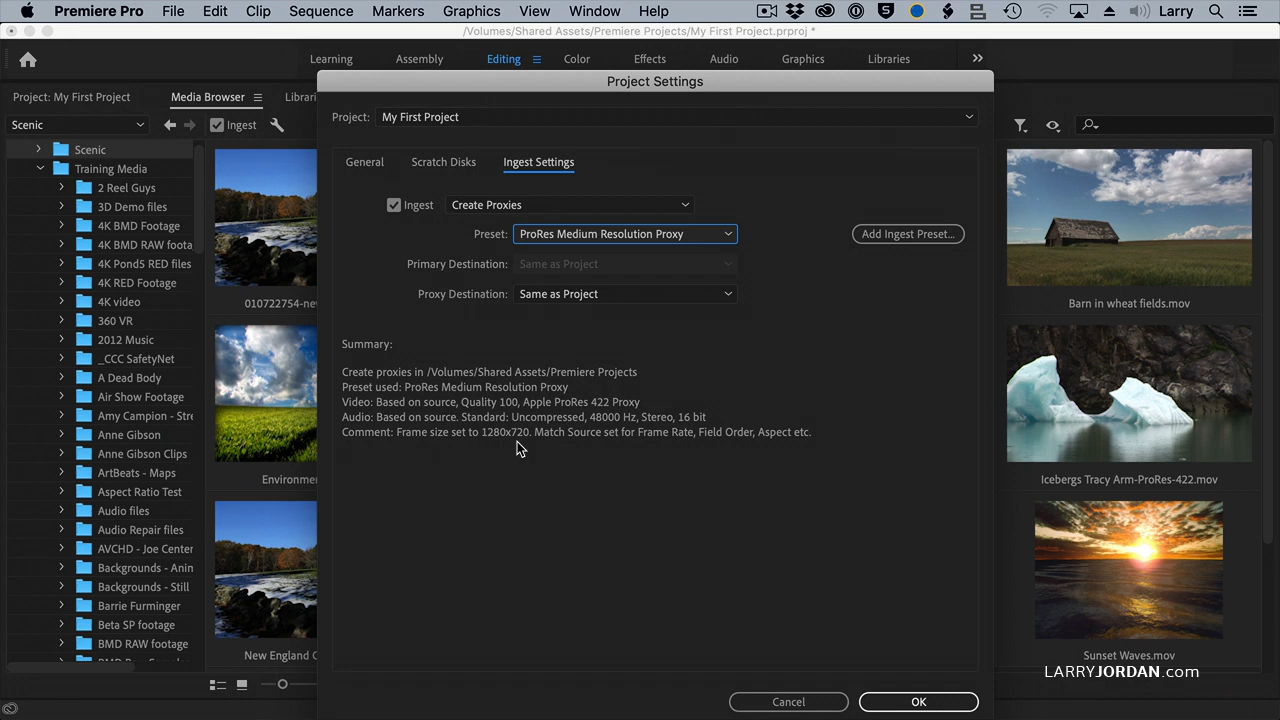 Premiere Pro File Edit Clip Sequence Markers Graphics View Window Help Larry
/Volumes/Shared Assets/Premiere Projects/My First Project.prproj *
Learning Assembly Editing Color Effects Audio Graphics Libraries
Project Settings
Project: My First Project
Media Browser
Librari
Scenic
Ingest
Project: My First Project
General Scratch Disks Ingest Settings
Ingest Create Proxies
Preset: ProRes Medium Resolution Proxy Add Ingest Preset...
Primary Destination: Same as Project
Proxy Destination: Same as Project
Summary:
Create proxies in /Volumes/Shared Assets/Premiere Projects
Preset used: ProRes Medium Resolution Proxy
Video: Based on source, Quality 100, Apple ProRes 422 Proxy
Audio: Based on source. Standard: Uncompressed, 48000 Hz, Stereo, 16 bit
Comment: Frame size set to 1280x720. Match Source set for Frame Rate, Field Order, Aspect etc.
Cancel OK
Scenic
Training Media
2 Reel Guys
3D Demo files
4K BMD Footage
4K BMD RAW foota
4K Pond5 RED files
4K RED Footage
4K video
360 VR
2012 Music
_CCC SafetyNet
A Dead Body
Air Show Footage
Amy Campion - Stre
Anne Gibson
Anne Gibson Clips
ArtBeats - Maps
Aspect Ratio Test
Audio files
Audio Repair files
AVCHD - Joe Center
Backgrounds - Anin
Backgrounds - Still
Barrie Furminger
Beta SP footage
BMD RAW footage
010722754-nev
Environme
New England C
Barn in wheat fields.mov
Icebergs Tracy Arm-ProRes-422.mov
Sunset Waves.mov
LARRYJORDAN.com